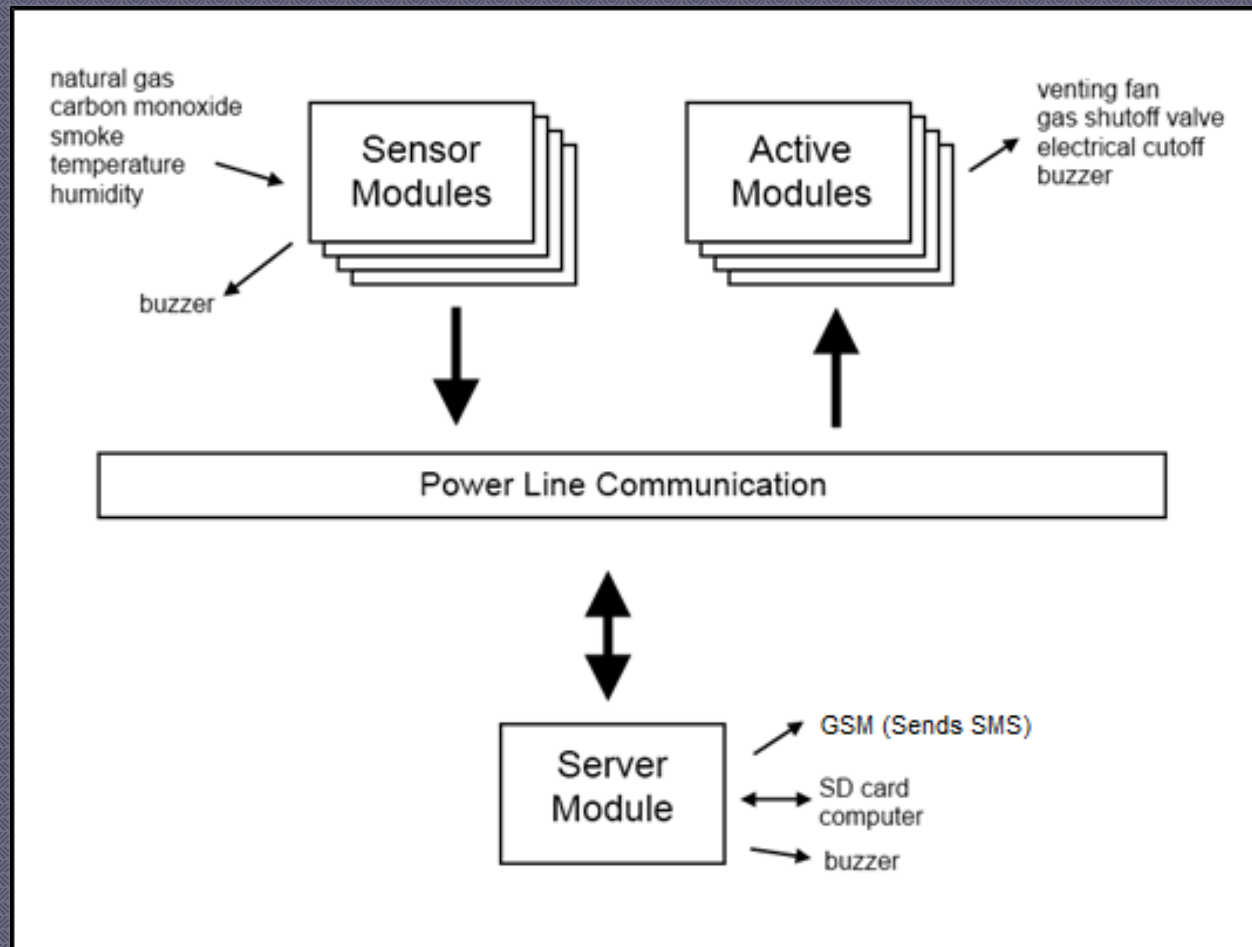 natural gas
carbon monoxide
smoke
temperature
humidity
Sensor
Modules
buzzer
Active
Modules
venting fan
gas shutoff valve
electrical cutoff
buzzer
Power Line Communication
Server
Module
GSM (Sends SMS)
SD card
computer
buzzer